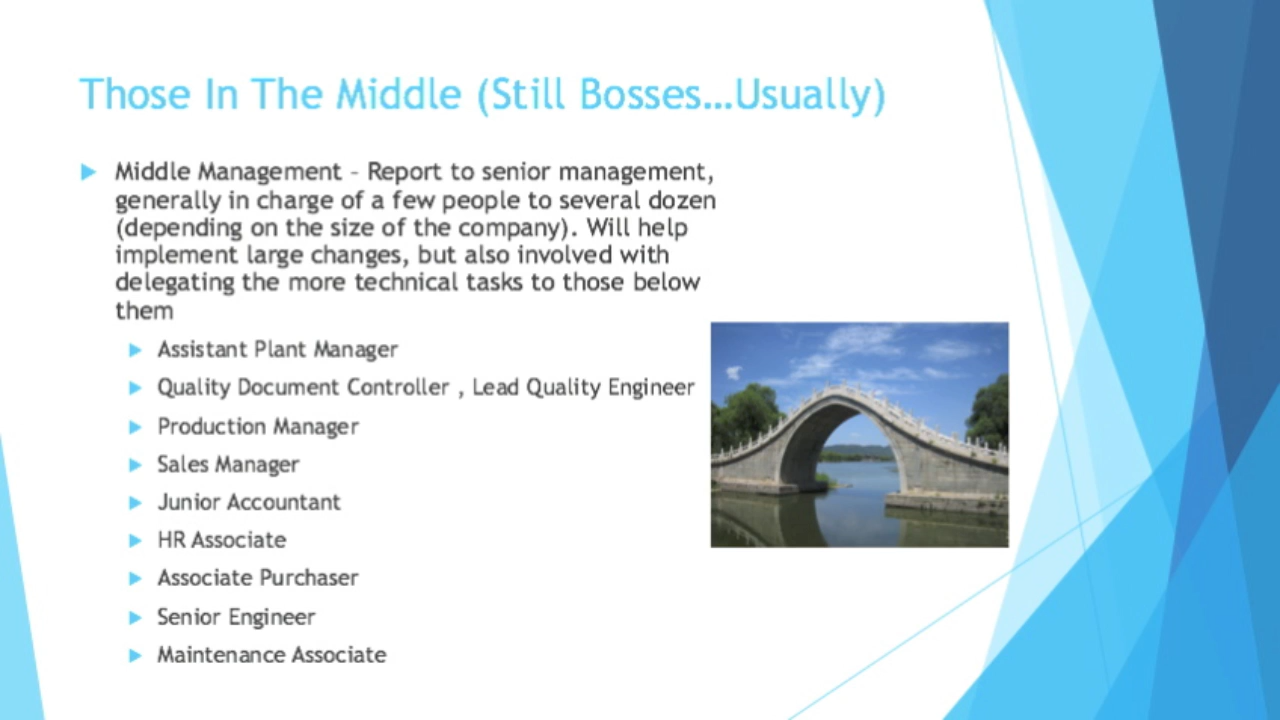 Those In The Middle (Still Bosses…Usually)
Middle Management – Report to senior management,
generally in charge of a few people to several dozen
(depending on the size of the company). Will help
implement large changes, but also involved with
delegating the more technical tasks to those below
them
Assistant Plant Manager
Quality Document Controller , Lead Quality Engineer
Production Manager
Sales Manager
Junior Accountant
HR Associate
Associate Purchaser
Senior Engineer
Maintenance Associate